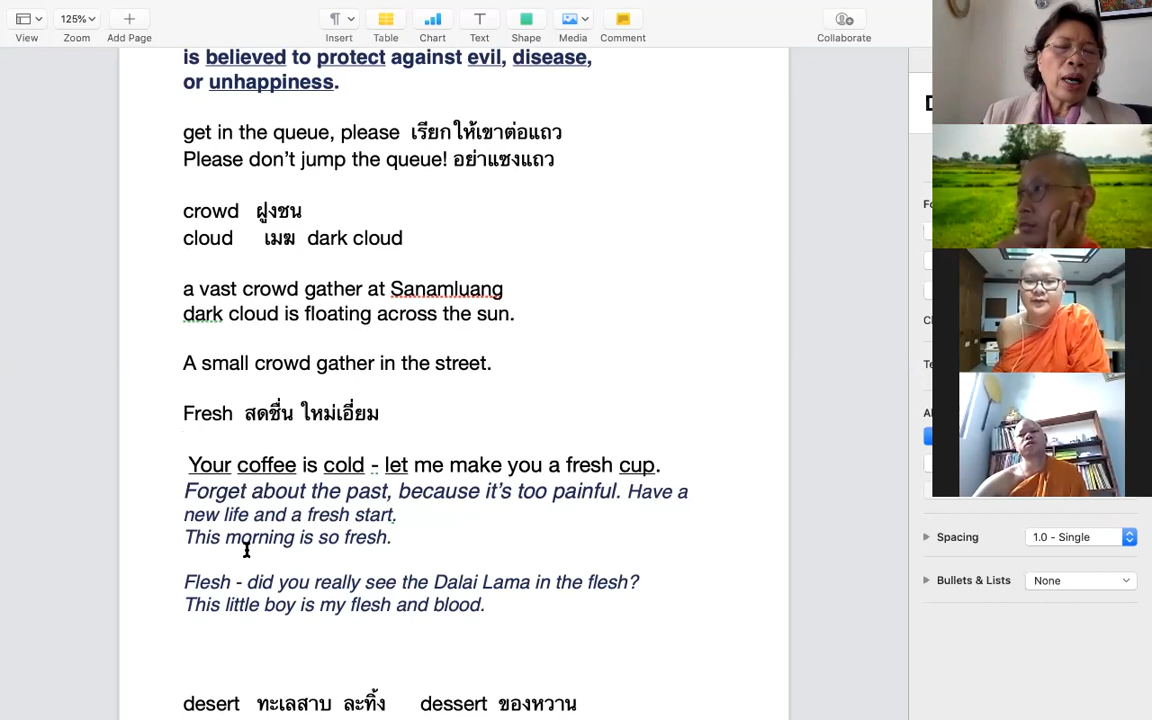 View
125%
Zoom
Add Page
Insert
Table
Chart
Text
Shape
Media
Comment
Collaborate
is believed to protect against evil, disease,
or unhappiness.
get in the queue, please เรียกให้เขาต่อแถว
Please don't jump the queue! อย่าแซงแถว
crowd ฝูงชน
cloud เมฆ dark cloud
a vast crowd gather at Sanamluang
dark cloud is floating across the sun.
A small crowd gather in the street.
Fresh สดชื่น ใหม่เอี่ยม
Your coffee is cold - let me make you a fresh cup.
Forget about the past, because it's too painful. Have a
new life and a fresh start.
This morning is so fresh.
Flesh - did you really see the Dalai Lama in the flesh?
This little boy is my flesh and blood.
desert ทะเลสาบ ละทิ้ง dessert ของหวาน
Spacing
1.0 - Single
Bullets & Lists
None